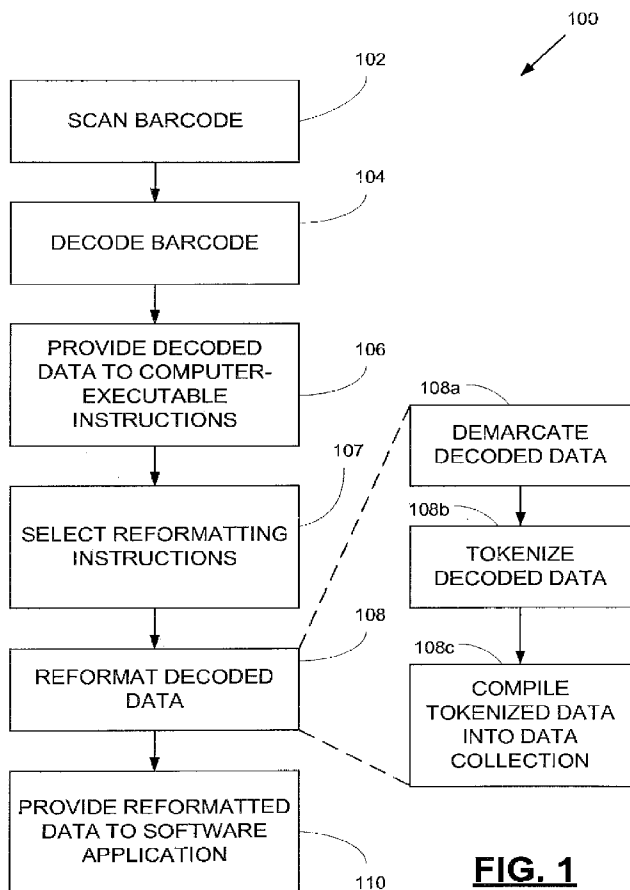 100
102
SCAN BARCODE
104
DECODE BARCODE
PROVIDE DECODED
DATA TO COMPUTER-
EXECUTABLE
INSTRUCTIONS
106
107
SELECT REFORMATTING
INSTRUCTIONS
108
REFORMAT DECODED
DATA
PROVIDE REFORMATTED
DATA TO SOFTWARE
APPLICATION
110
108a
DEMARCATE
DECODED DATA
108b
TOKENIZE
DECODED DATA
108c
COMPILE
TOKENIZED DATA
INTO DATA
COLLECTION
FIG. 1